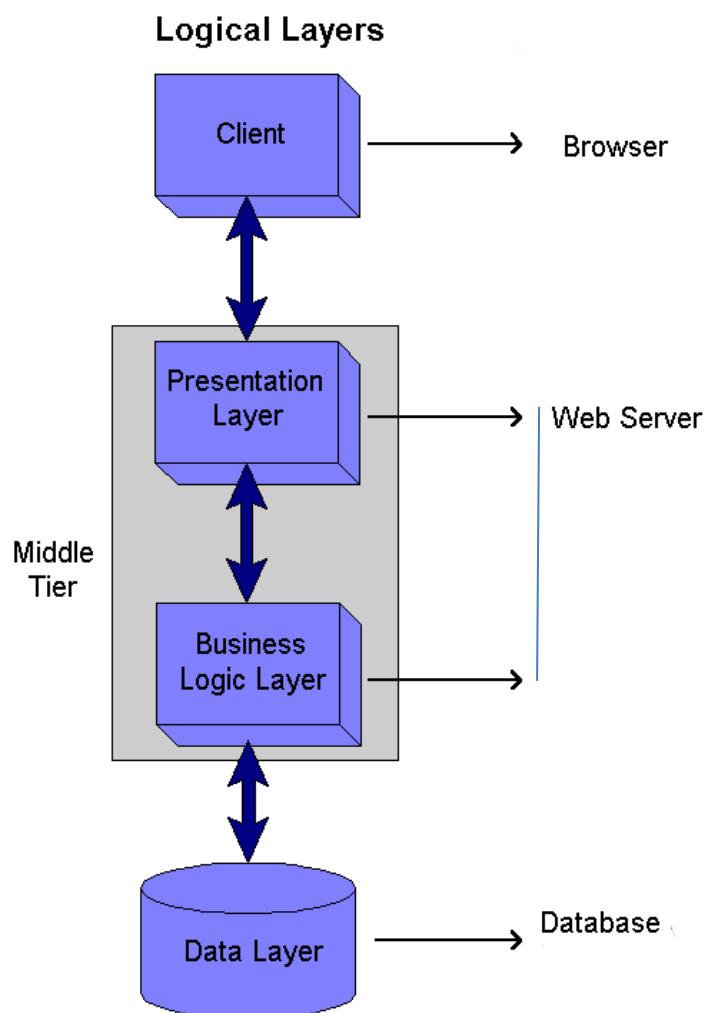 Logical Layers
Client
Browser
Presentation
Layer
Web Server
Middle
Tier
Business
Logic Layer
Data Layer
Database